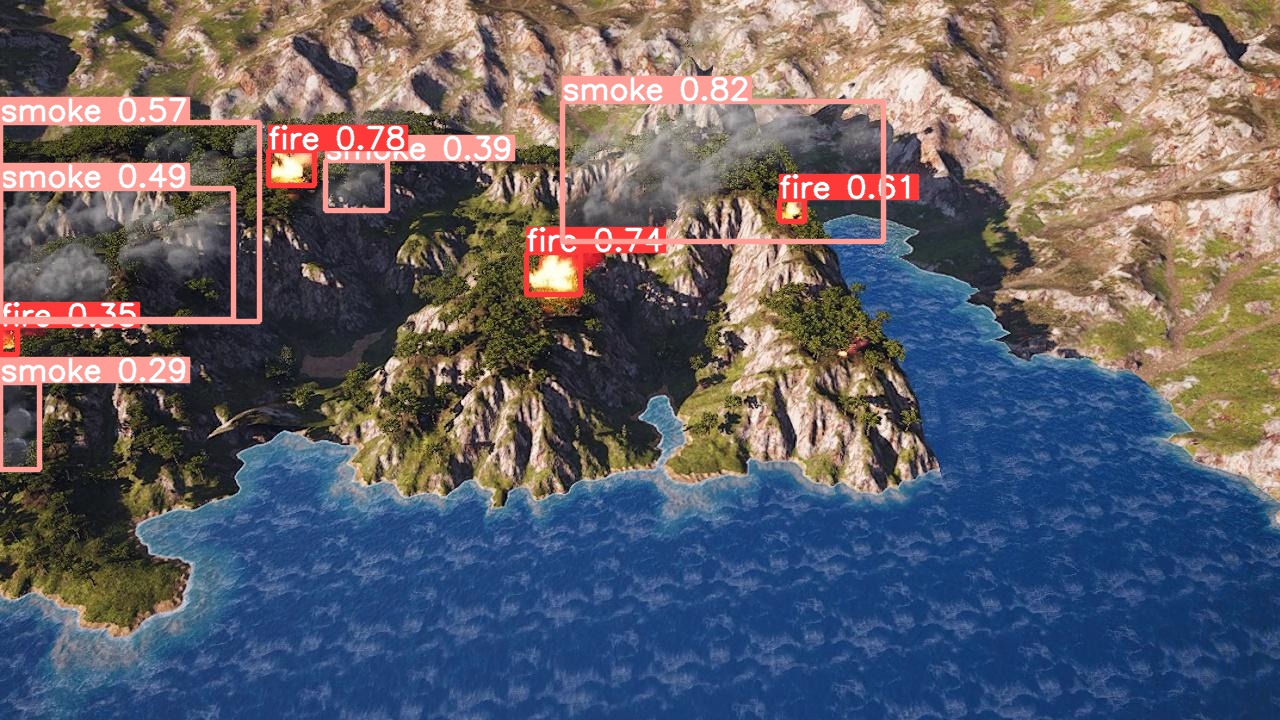 smoke 0.82
smoke 0.57
fire 0.78
smoke 0.39
smoke 0.49
fire 0.61
fire 0.74
fire 0.35
smoke 0.29